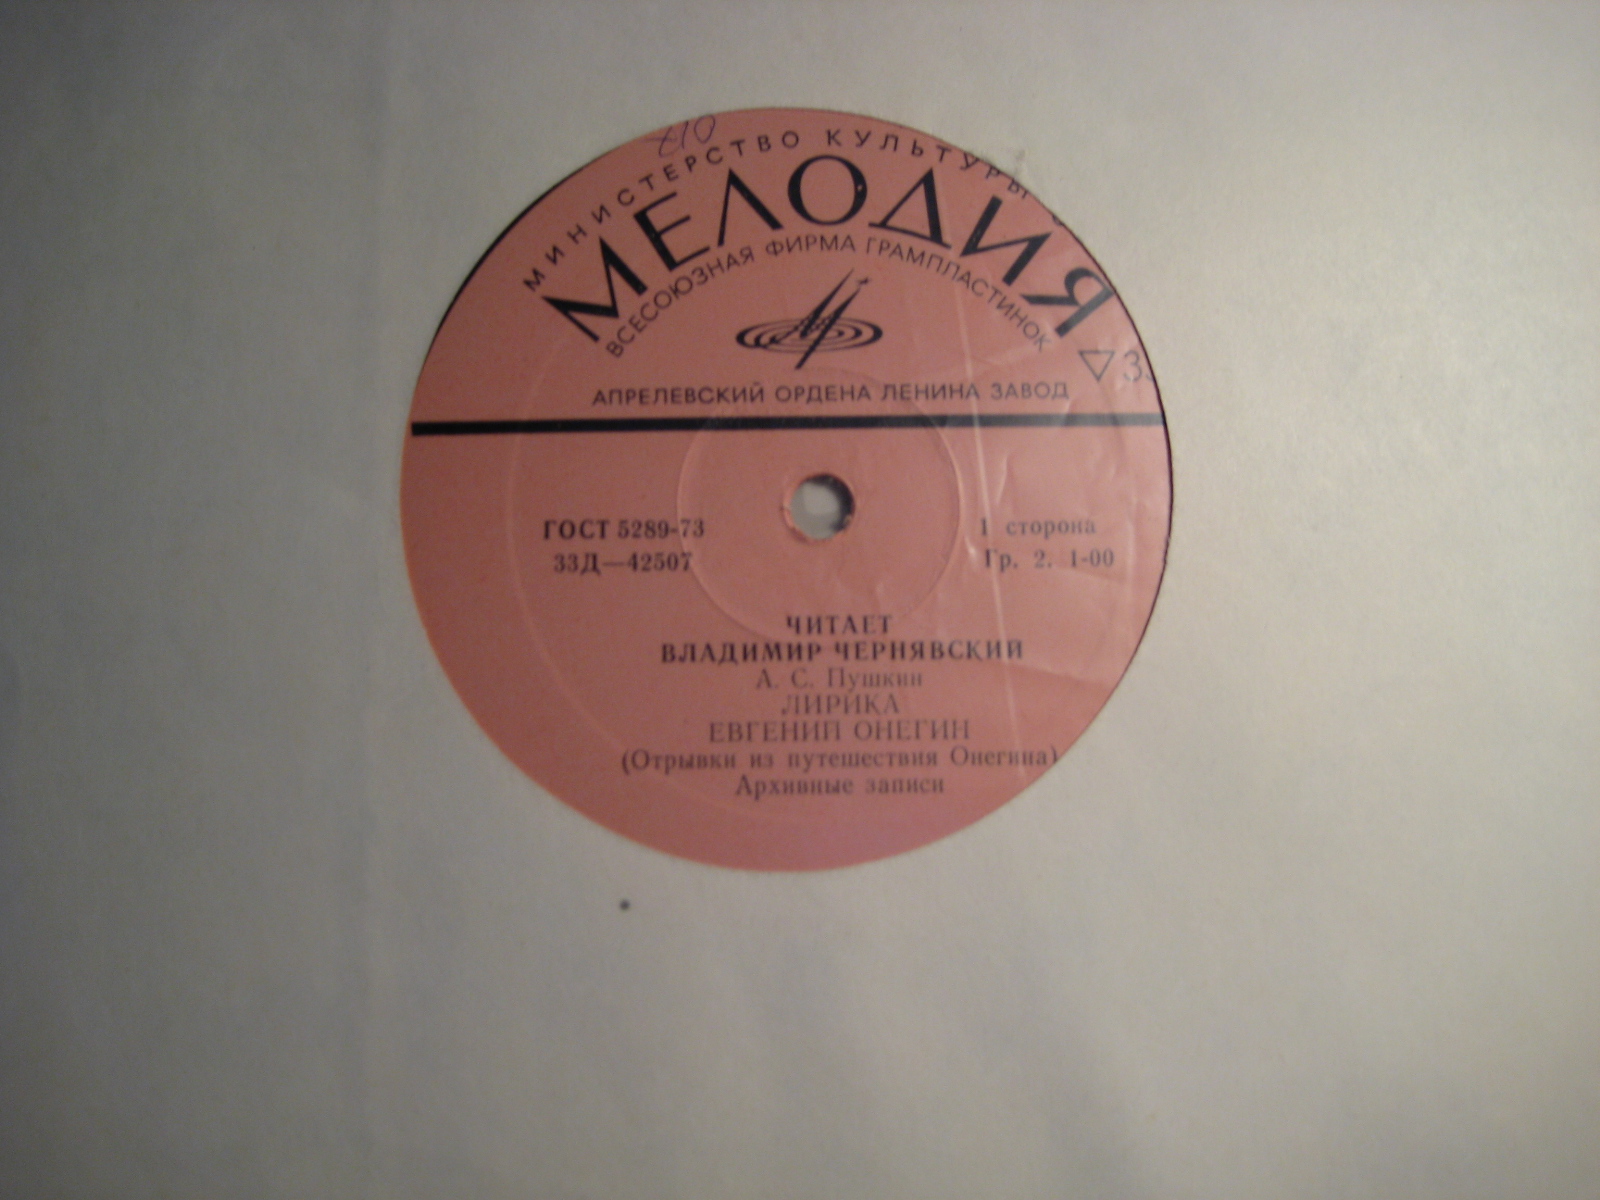 МИНИСТЕРСТВО КУЛЬТУРЫ
МЕЛОДИЯ
ВСЕСОЮЗНАЯ ФИРМА ГРАМПЛАСТИНОК
АПРЕЛЕВСКИЙ ОРДЕНА ЛЕНИНА ЗАВОД
ГОСТ 5289-73
1 сторона
33Д—42507
Гр. 2. 1-00
ЧИТАЕТ
ВЛАДИМИР ЧЕРНЯВСКИЙ
А. С. Пушкин
ЛИРИКА
ЕВГЕНИЙ ОНЕГИН
(Отрывки из путешествия Онегина)
Архивные записи